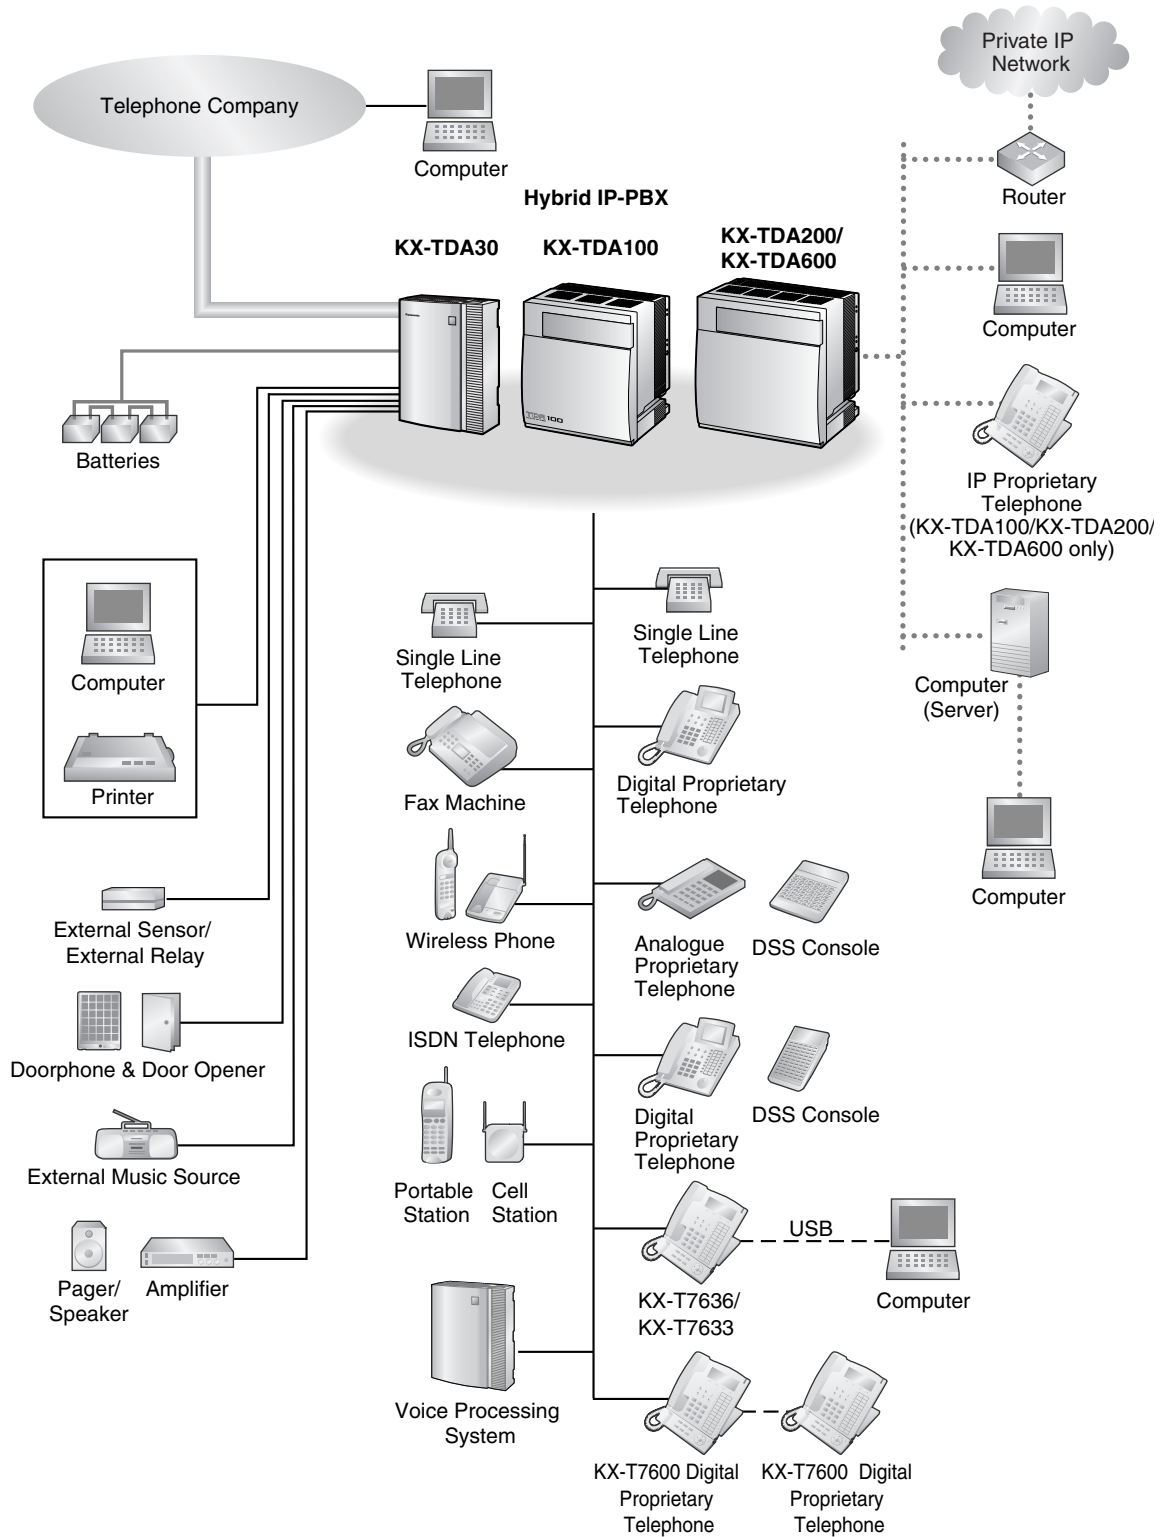 Private IP
Network
Telephone Company
Computer
Router
Hybrid IP-PBX
KX-TDA30
KX-TDA100
KX-TDA200/
KX-TDA600
Computer
TDA 100
Batteries
IP Proprietary
Telephone
(KX-TDA100/KX-TDA200/
KX-TDA600 only)
Computer
Printer
Single Line
Telephone
Single Line
Telephone
Computer
(Server)
Fax Machine
Digital Proprietary
Telephone
Computer
External Sensor/
External Relay
Wireless Phone
Analogue
Proprietary
Telephone
DSS Console
Doorphone & Door Opener
ISDN Telephone
Digital
Proprietary
Telephone
DSS Console
External Music Source
Portable
Station
Cell
Station
Pager/
Speaker
Amplifier
USB
KX-T7636/
KX-T7633
Computer
Voice Processing
System
KX-T7600 Digital
Proprietary
Telephone
KX-T7600 Digital
Proprietary
Telephone